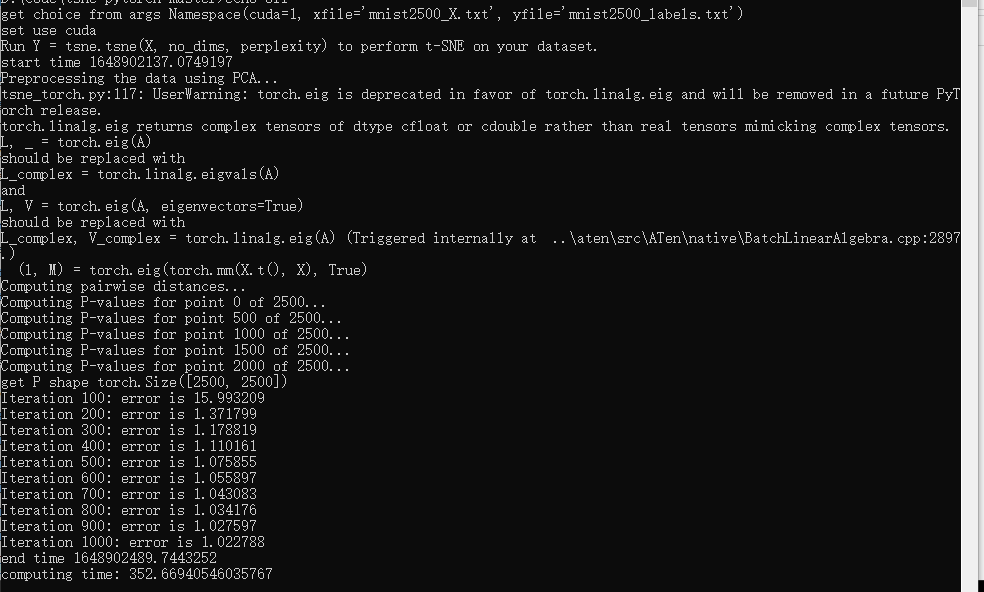 get choice from args Namespace(cuda=1, xfile='mnist2500_X.txt', yfile='mnist2500_labels.txt')
set use cuda
Run Y = tsne.tsne(X, no_dims, perplexity) to perform t-SNE on your dataset.
start time 1648902137.0749197
Preprocessing the data using PCA...
tsne_torch.py:117: UserWarning: torch.eig is deprecated in favor of torch.linalg.eig and will be removed in a future PyT
orch release.
torch.linalg.eig returns complex tensors of dtype cfloat or cdouble rather than real tensors mimicking complex tensors.
L, _ = torch.eig(A)
should be replaced with
L_complex = torch.linalg.eigvals(A)
and
L, V = torch.eig(A, eigenvectors=True)
should be replaced with
L_complex, V_complex = torch.linalg.eig(A) (Triggered internally at  ..\aten\src\ATen\native\BatchLinearAlgebra.cpp:2897
.)
(l, M) = torch.eig(torch.mm(X.t(), X), True)
Computing pairwise distances...
Computing P-values for point 0 of 2500...
Computing P-values for point 500 of 2500...
Computing P-values for point 1000 of 2500...
Computing P-values for point 1500 of 2500...
Computing P-values for point 2000 of 2500...
get P shape torch.Size([2500, 2500])
Iteration 100: error is 15.993209
Iteration 200: error is 1.371799
Iteration 300: error is 1.178819
Iteration 400: error is 1.110161
Iteration 500: error is 1.075855
Iteration 600: error is 1.055897
Iteration 700: error is 1.043083
Iteration 800: error is 1.034176
Iteration 900: error is 1.027597
Iteration 1000: error is 1.022788
end time 1648902489.7443252
computing time: 352.66940546035767